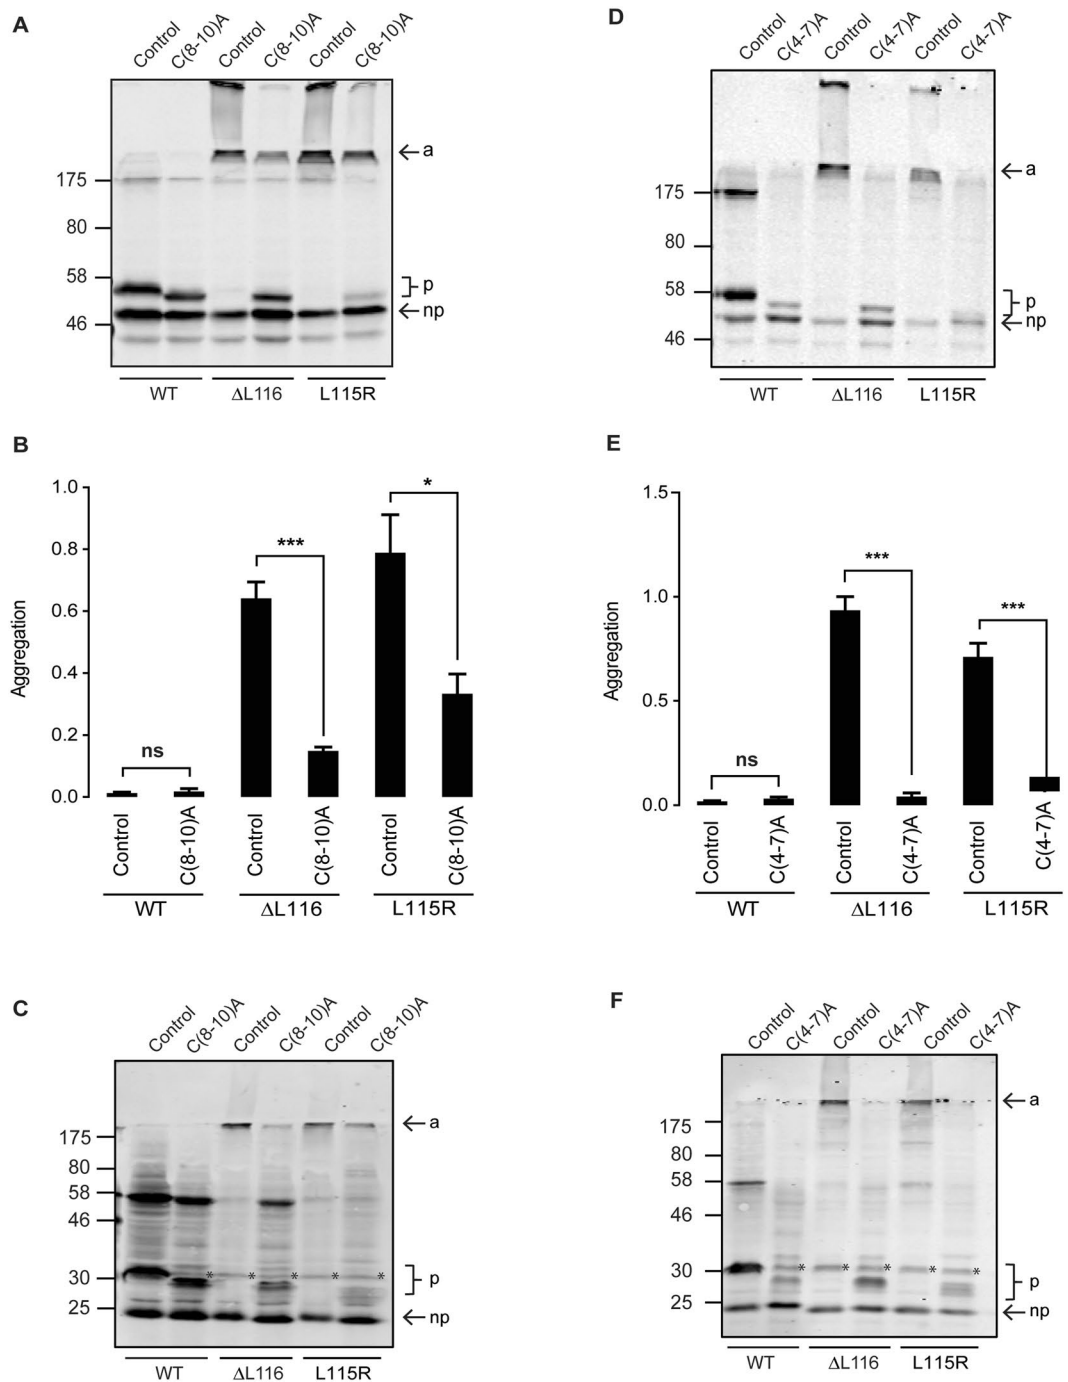 A
Control
C(8-10)A
Control
C(8-10)A
Control
C(8-10)A
175
80
58
46
a
p
np
WT
ΔL116
L115R
B
Aggregation
1.0
0.8
0.6
0.4
0.2
0.0
ns
***
*
Control
C(8-10)A
Control
C(8-10)A
Control
C(8-10)A
WT
ΔL116
L115R
C
Control
C(8-10)A
Control
C(8-10)A
Control
C(8-10)A
175
80
58
46
30
25
* * * * *
a
p
np
WT
ΔL116
L115R
D
Control
C(4-7)A
Control
C(4-7)A
Control
C(4-7)A
175
80
58
46
a
p
np
WT
ΔL116
L115R
E
Aggregation
1.5
1.0
0.5
0.0
ns
***
***
Control
C(4-7)A
Control
C(4-7)A
Control
C(4-7)A
WT
ΔL116
L115R
F
Control
C(4-7)A
Control
C(4-7)A
Control
C(4-7)A
175
80
58
46
30
25
* * * * *
a
p
np
WT
ΔL116
L115R